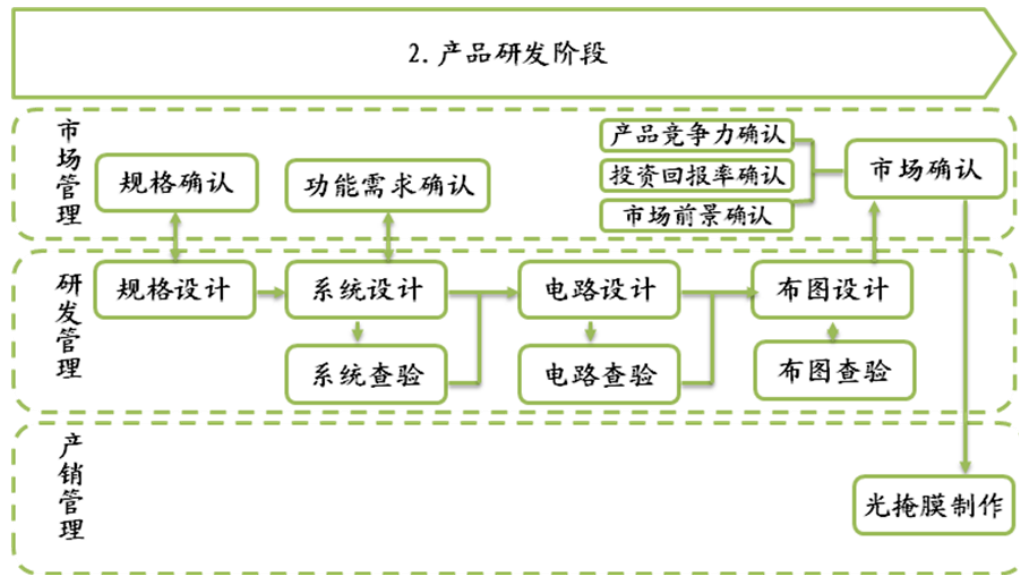 2. 产品研发阶段
市场管理
规格确认
功能需求确认
产品竞争力确认
投资回报率确认
市场前景确认
市场确认
研发管理
规格设计
系统设计
电路设计
布图设计
系统查验
电路查验
布图查验
产销管理
光掩膜制作